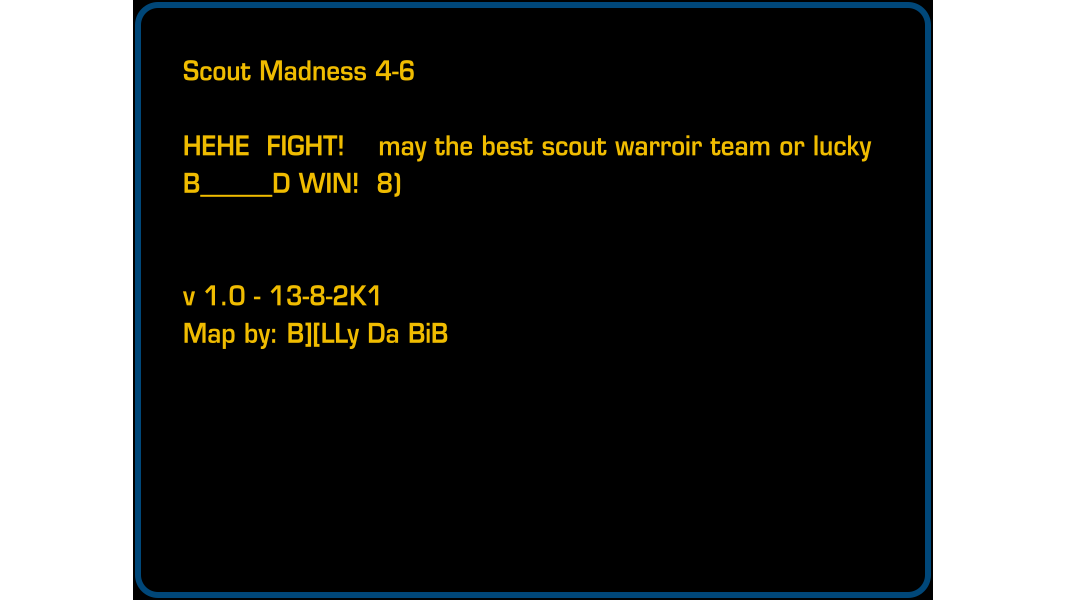 Scout Madness 4-6
HEHE  FIGHT!    may the best scout warroir team or lucky
B_____D WIN!  8)
v 1.0 - 13-8-2K1
Map by: B][LLy Da BiB